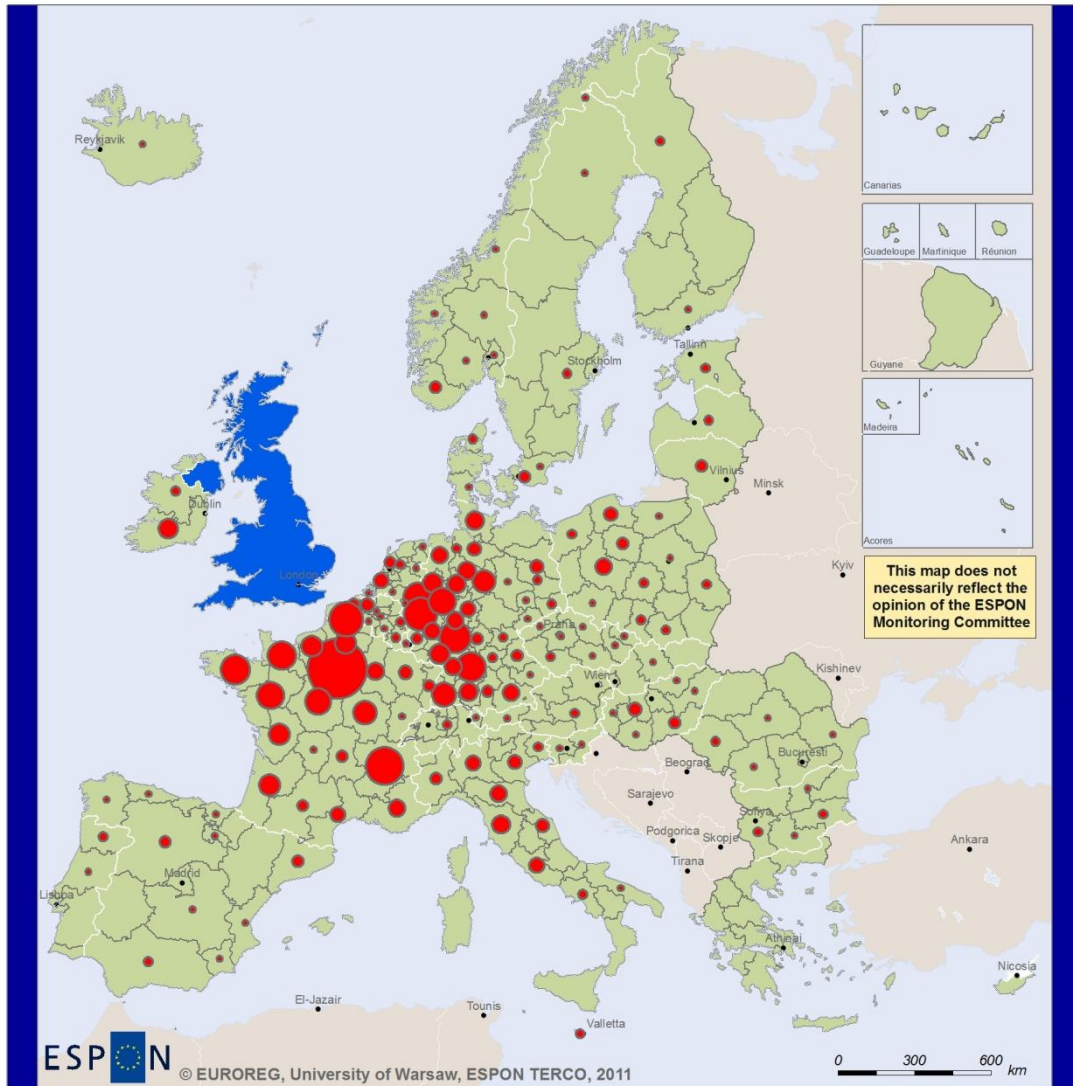 Reykjavik
Canarias
Guadeloupe
Martinique
Réunion
Guyane
Tallinn
Stockholm
Madeira
Vilnius
Minsk
Dublin
Acores
London
Kyiv
This map does not
necessarily reflect the
opinion of the ESPON
Monitoring Committee
Praha
Kishinev
Wien
Bucuresti
Beograd
Sarajevo
Sofiya
Podgorica
Skopje
Ankara
Tirana
Madrid
Lisboa
Athinai
Nicosia
El-Jazair
Tounis
Valletta
ESPON
© EUROREG, University of Warsaw, ESPON TERCO, 2011
0 300 600
km